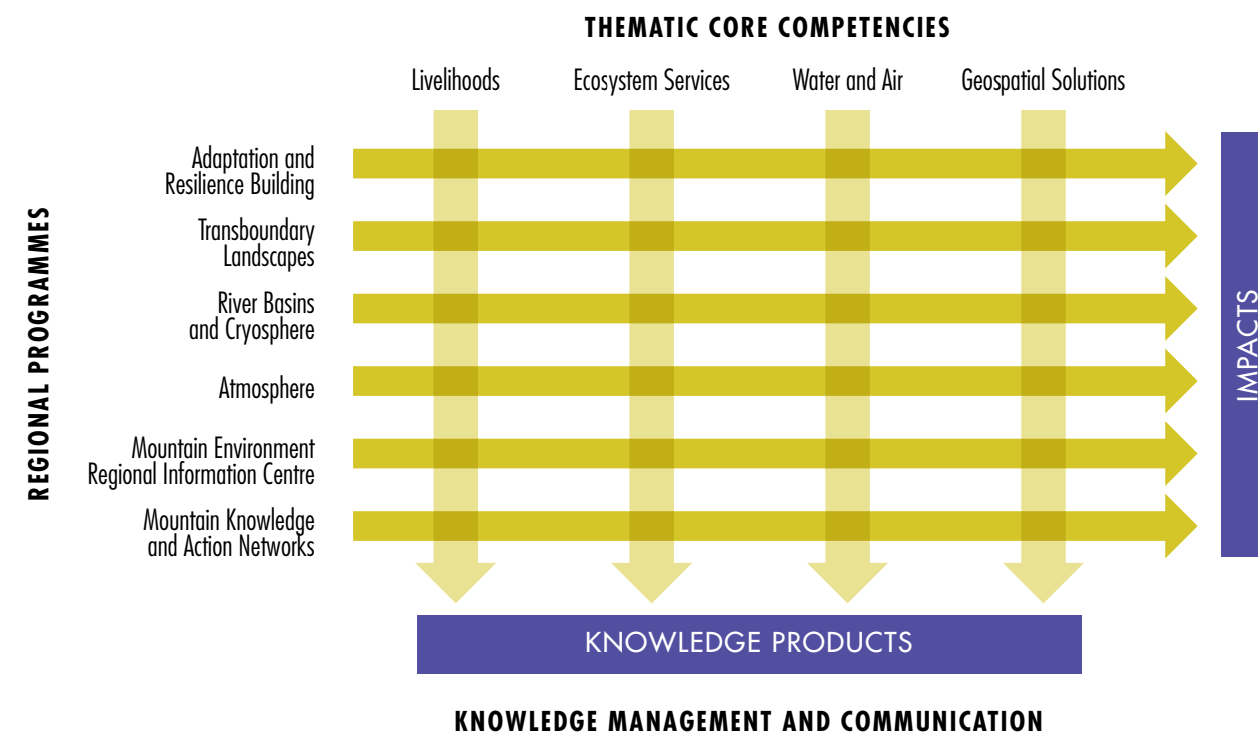 THEMATIC CORE COMPETENCIES
Livelihoods
Ecosystem Services
Water and Air
Geospatial Solutions
REGIONAL PROGRAMMES
Adaptation and
Resilience Building
Transboundary
Landscapes
River Basins
and Cryosphere
Atmosphere
Mountain Environment
Regional Information Centre
Mountain Knowledge
and Action Networks
IMPACTS
KNOWLEDGE PRODUCTS
KNOWLEDGE MANAGEMENT AND COMMUNICATION